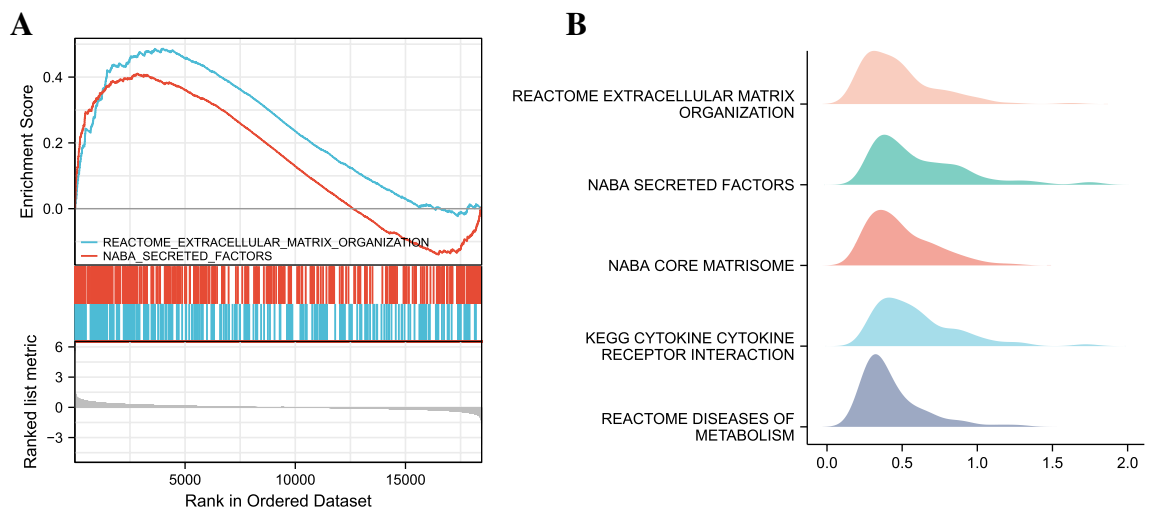 A
Enrichment Score
0.4
0.2
0.0
REACTOME_EXTRACELLULAR_MATRIX_ORGANIZATION
NABA_SECRETED_FACTORS
Ranked list metric
6
3
0
−3
5000 10000 15000
Rank in Ordered Dataset
B
REACTOME EXTRACELLULAR MATRIX
ORGANIZATION
NABA SECRETED FACTORS
NABA CORE MATRISOME
KEGG CYTOKINE CYTOKINE
RECEPTOR INTERACTION
REACTOME DISEASES OF
METABOLISM
0.0 0.5 1.0 1.5 2.0